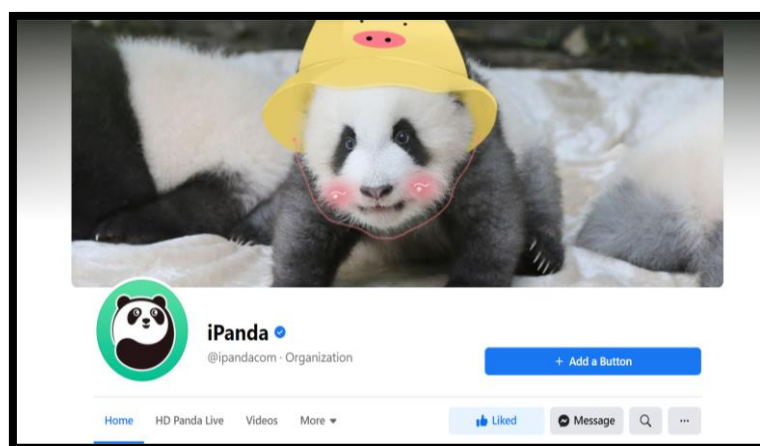 iPanda
@ipandacom · Organization
+ Add a Button
Home HD Panda Live Videos More
Liked Message ...